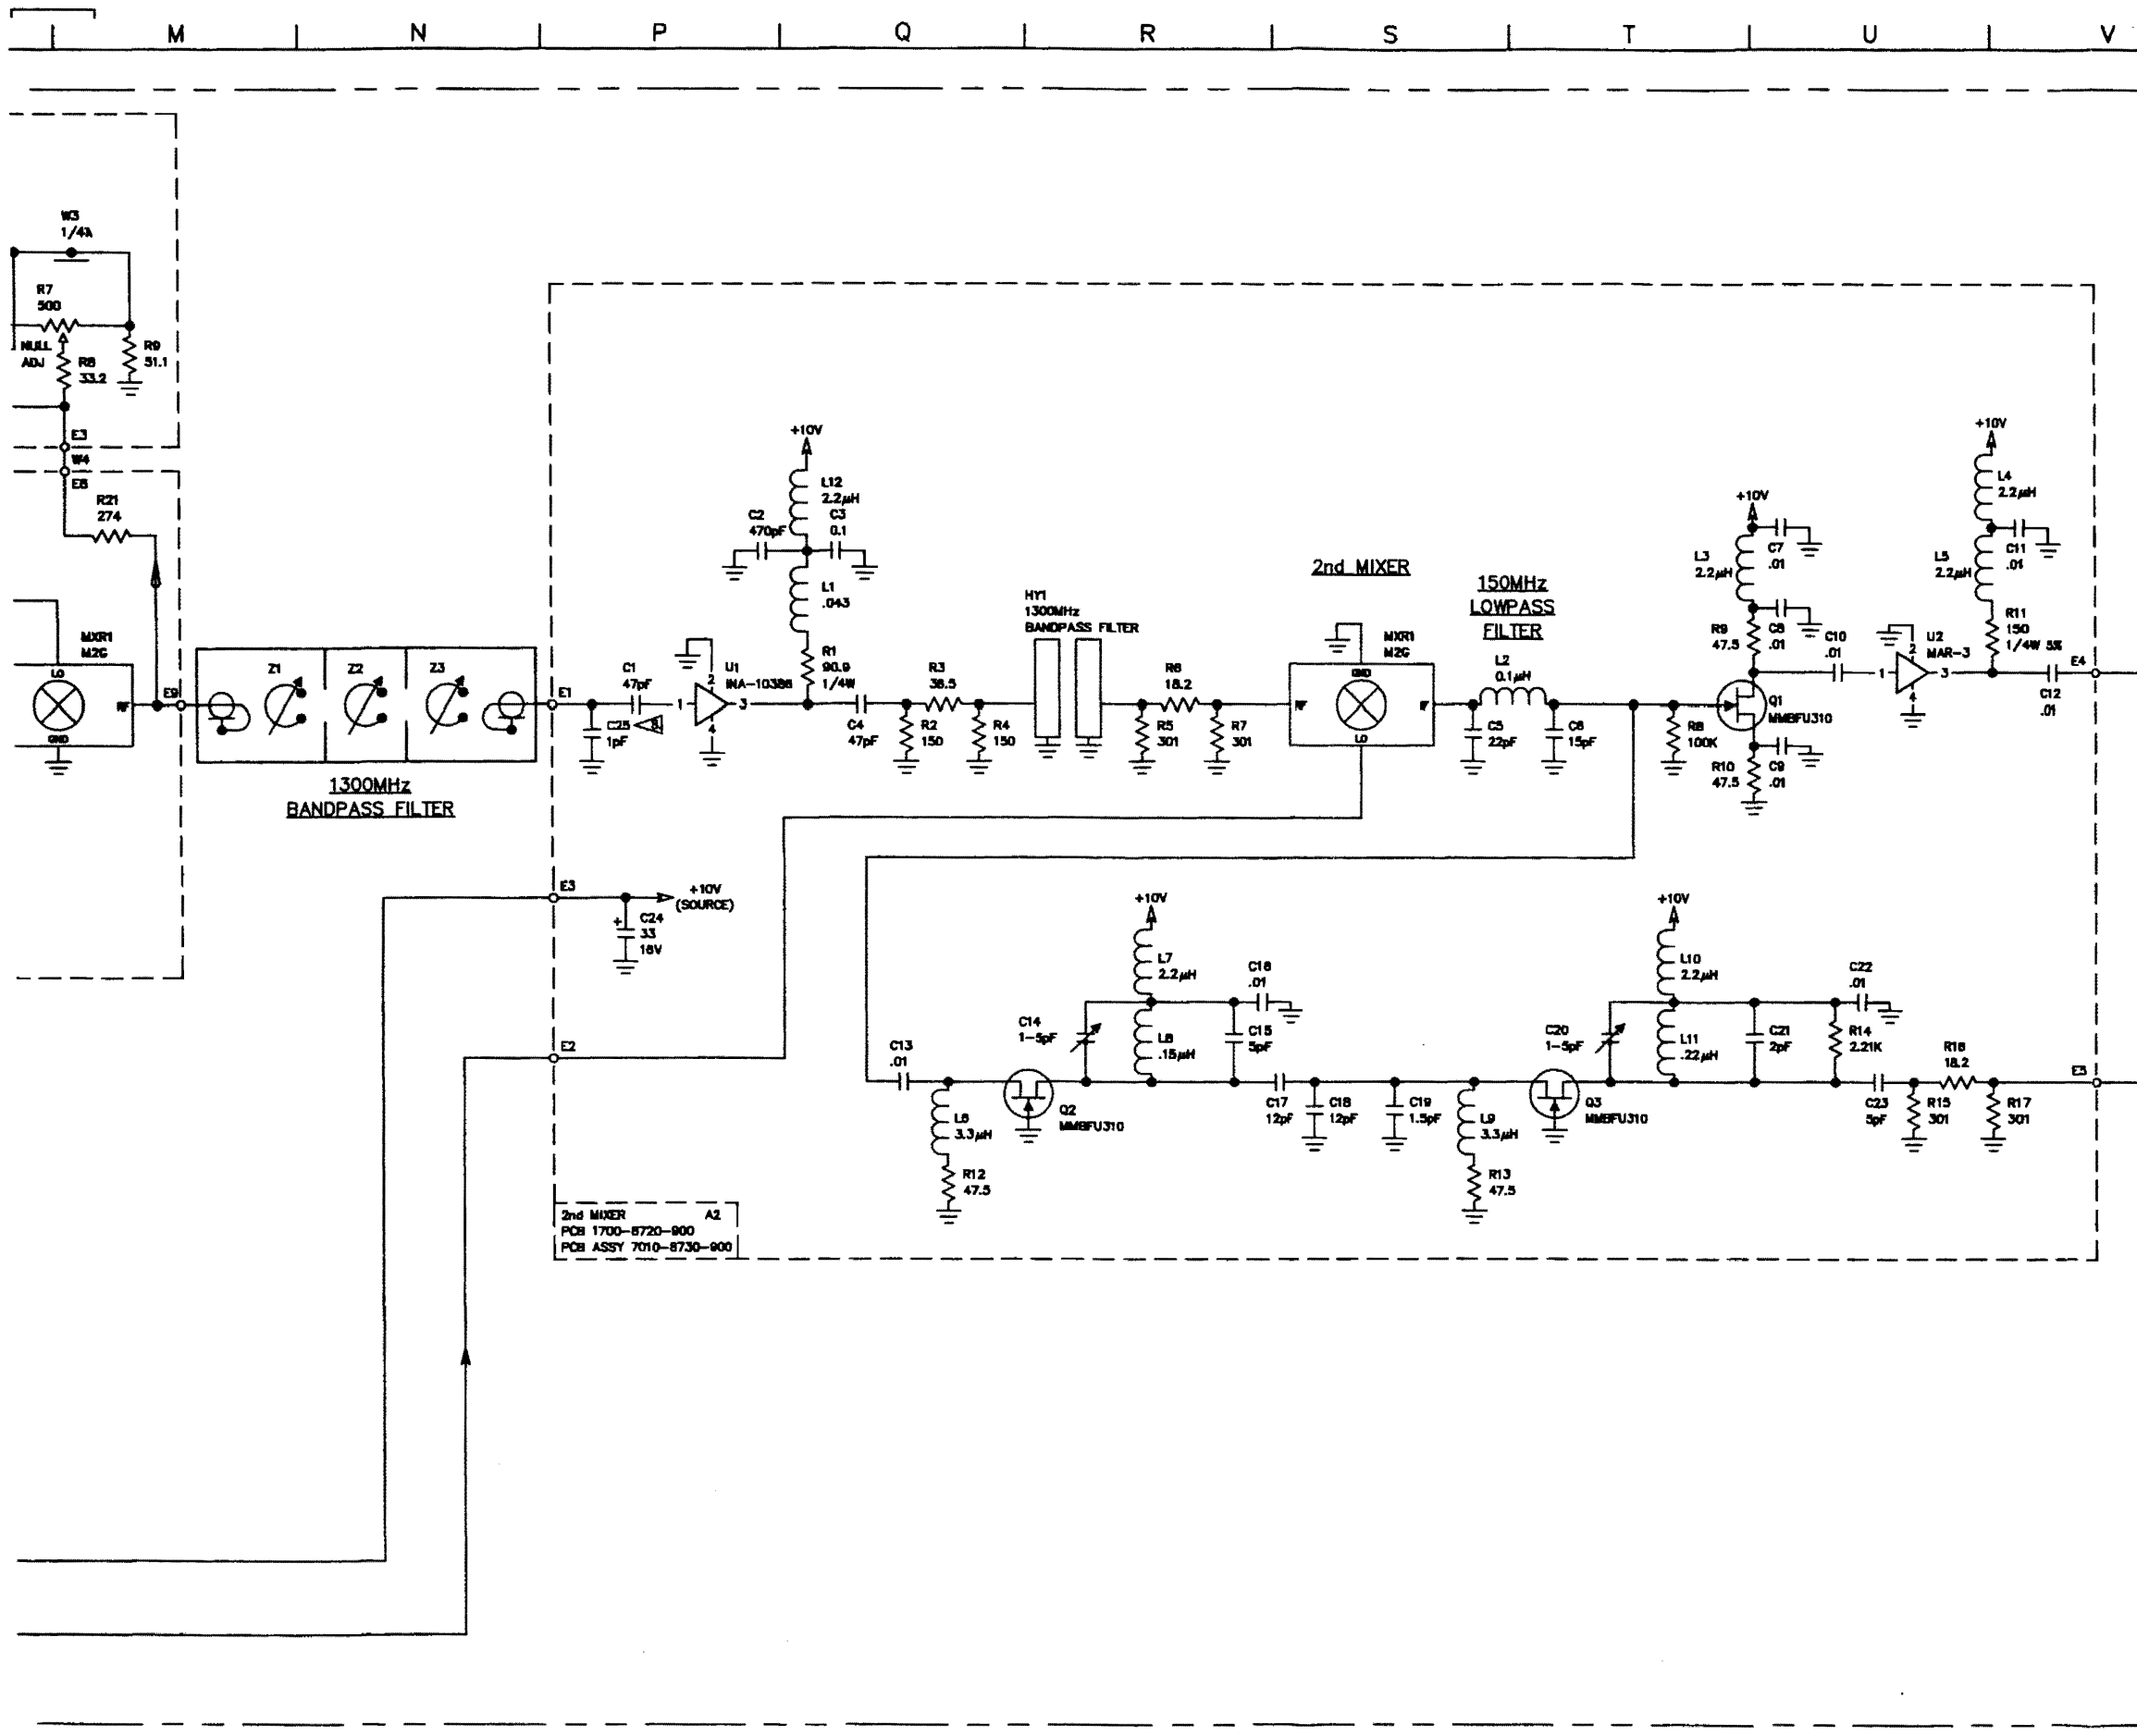 M N P Q R S T U V
W3
1/4λ
R7
500
NULL
ADJ
R8
33.2
R9
51.1
E3
W4
E6
R21
274
MXR1
M2G
LO
RF
GND
E9
Z1 Z2 Z3
1300MHz
BANDPASS FILTER
E1
C1
47pF
C25
1pF
U1
INA-10386
1 2 3 4
+10V
L12
2.2µH
C2
470pF
C3
0.1
L1
.043
R1
90.9
1/4W
C4
47pF
R2
150
R3
38.5
R4
150
HY1
1300MHz
BANDPASS FILTER
R5
301
R6
18.2
R7
301
2nd MIXER
MXR1
M2G
GND
RF
IF
LO
150MHz
LOWPASS
FILTER
L2
0.1µH
C5
22pF
C6
15pF
R8
100K
+10V
L3
2.2µH
C7
.01
C8
.01
R9
47.5
Q1
MMBFU310
R10
47.5
C9
.01
C10
.01
U2
MAR-3
1 2 3 4
+10V
L4
2.2µH
L5
2.2µH
C11
.01
R11
150
1/4W 5%
C12
.01
E4
E3
+10V
(SOURCE)
+
C24
33
16V
E2
C13
.01
L6
3.3µH
R12
47.5
Q2
MMBFU310
C14
1-5pF
+10V
L7
2.2µH
L8
.15µH
C16
.01
C15
5pF
C17
12pF
C18
12pF
C19
1.5pF
L9
3.3µH
R13
47.5
Q3
MMBFU310
C20
1-5pF
+10V
L10
2.2µH
L11
.22µH
C21
2pF
C22
.01
R14
2.21K
C23
5pF
R15
301
R16
18.2
R17
301
E5
2nd MIXER A2
PCB 1700-8720-900
PCB ASSY 7010-8730-900